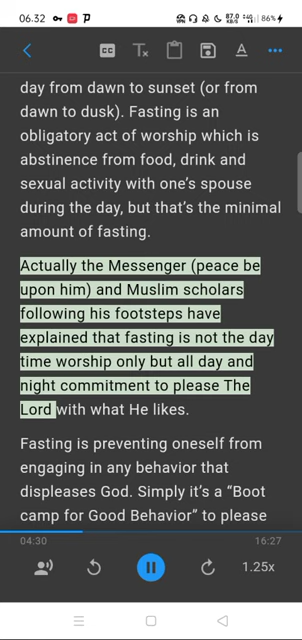 06.32
87.0
KB/S
86%
CC
day from dawn to sunset (or from
dawn to dusk). Fasting is an
obligatory act of worship which is
abstinence from food, drink and
sexual activity with one's spouse
during the day, but that's the minimal
amount of fasting.
Actually the Messenger (peace be
upon him) and Muslim scholars
following his footsteps have
explained that fasting is not the day
time worship only but all day and
night commitment to please The
Lord with what He likes.
Fasting is preventing oneself from
engaging in any behavior that
displeases God. Simply it's a “Boot
camp for Good Behavior” to please
04:30
16:27
1.25x